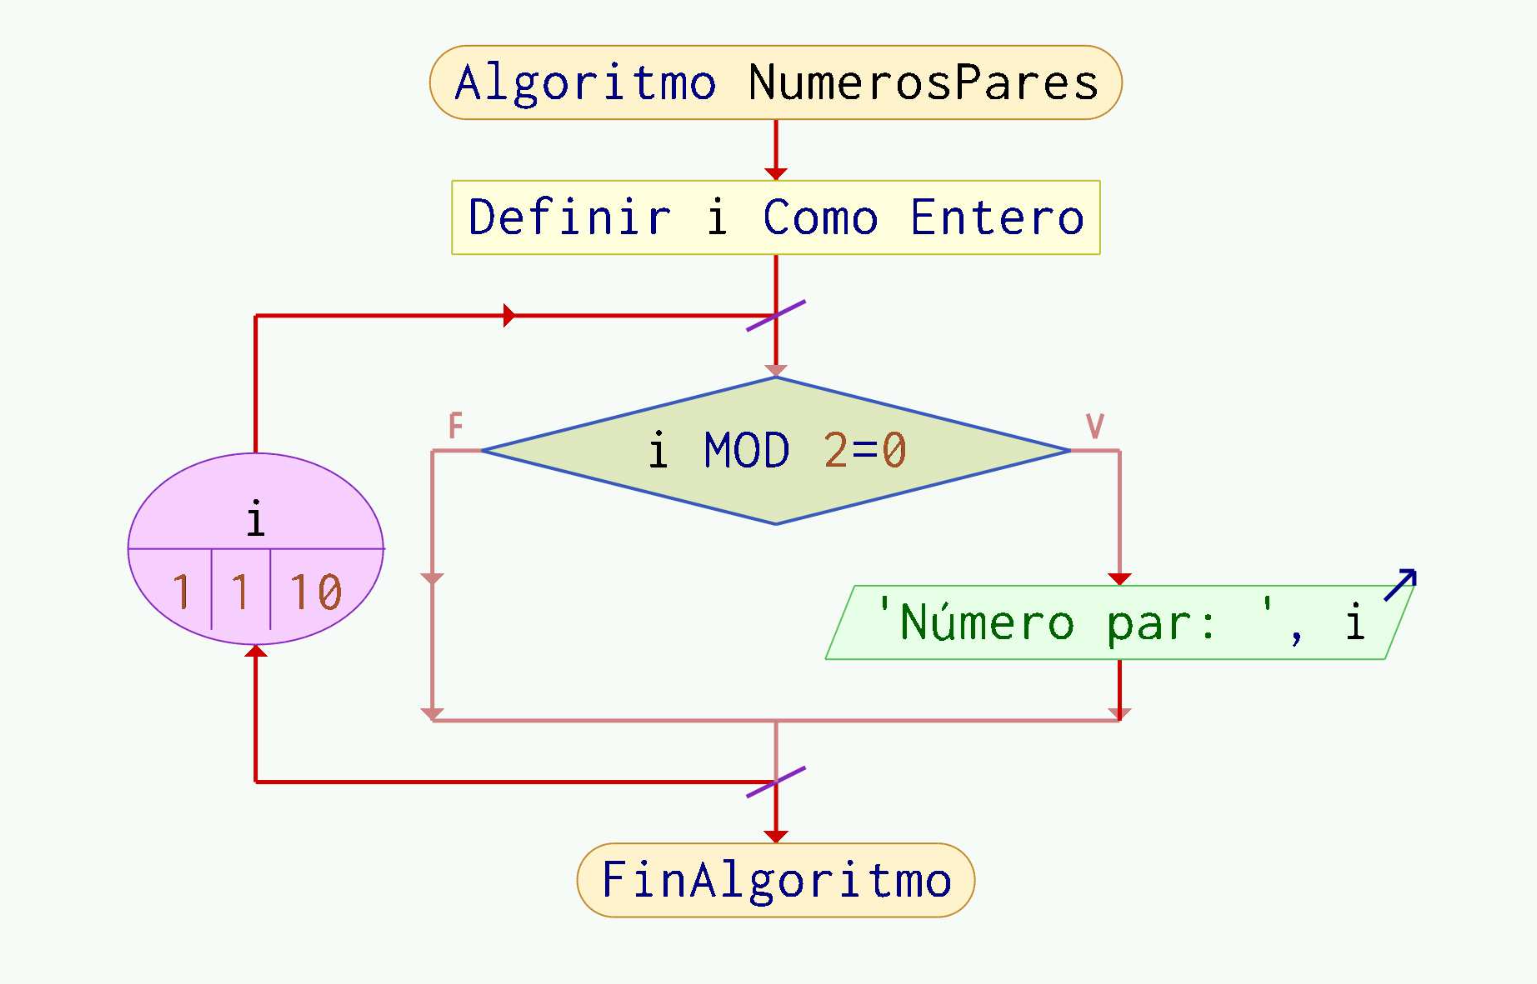 Algoritmo NumerosPares
Definir i Como Entero
F
i MOD 2=0
V
i
1 1 10
'Número par: ', i
FinAlgoritmo